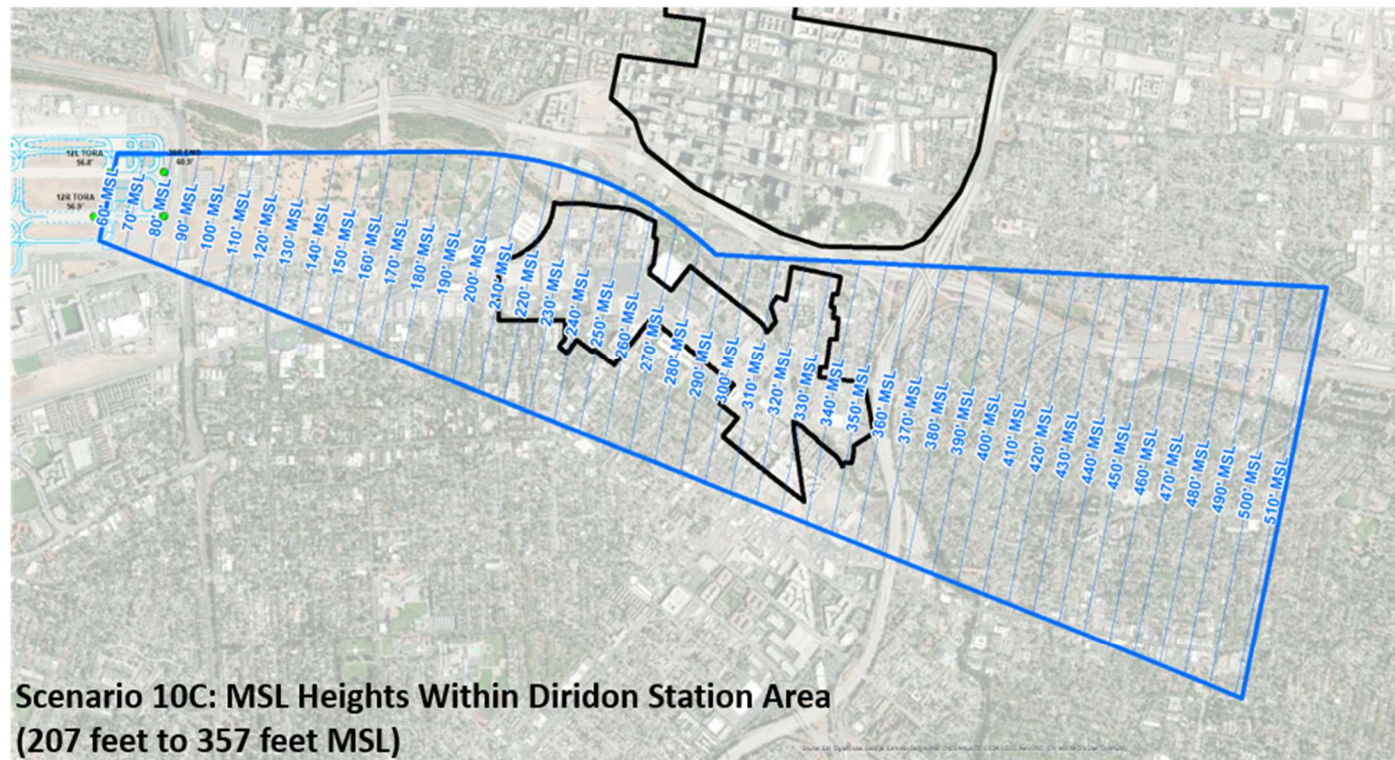 12L TORA
56.8'
12R TORA
56.9'
60' MSL
70' MSL
80' MSL
90' MSL
100' MSL
110' MSL
120' MSL
130' MSL
140' MSL
150' MSL
160' MSL
170' MSL
180' MSL
190' MSL
200' MSL
210' MSL
220' MSL
230' MSL
240' MSL
250' MSL
260' MSL
270' MSL
280' MSL
290' MSL
300' MSL
310' MSL
320' MSL
330' MSL
340' MSL
350' MSL
360' MSL
370' MSL
380' MSL
390' MSL
400' MSL
410' MSL
420' MSL
430' MSL
440' MSL
450' MSL
460' MSL
470' MSL
480' MSL
490' MSL
500' MSL
510' MSL
Scenario 10C: MSL Heights Within Diridon Station Area
(207 feet to 357 feet MSL)